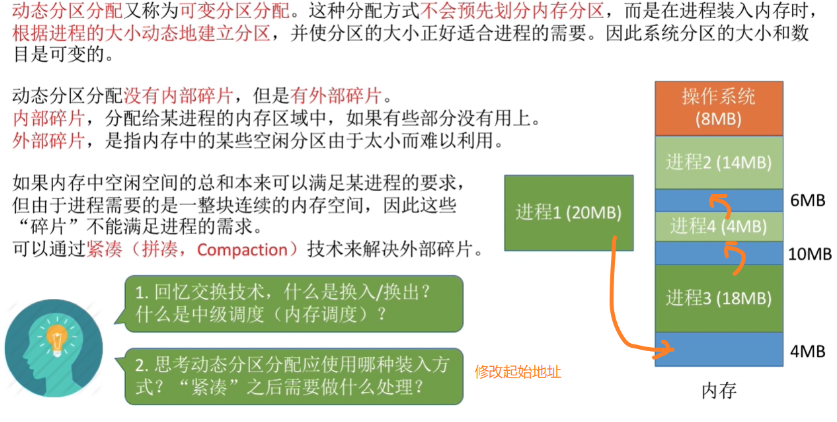 动态分区分配又称为可变分区分配。这种分配方式不会预先划分内存分区，而是在进程装入内存时，
根据进程的大小动态地建立分区，并使分区的大小正好适合进程的需要。因此系统分区的大小和数
目是可变的。
动态分区分配没有内部碎片，但是有外部碎片。
内部碎片，分配给某进程的内存区域中，如果有些部分没有用上。
外部碎片，是指内存中的某些空闲分区由于太小而难以利用。
如果内存中空闲空间的总和本来可以满足某进程的要求，
但由于进程需要的是一整块连续的内存空间，因此这些
“碎片”不能满足进程的需求。
可以通过紧凑（拼凑，Compaction）技术来解决外部碎片。
1. 回忆交换技术，什么是换入/换出？
什么是中级调度（内存调度）？
2. 思考动态分区分配应使用哪种装入方
式？“紧凑”之后需要做什么处理？
修改起始地址
进程1 (20MB)
操作系统
(8MB)
进程2 (14MB)
6MB
进程4 (4MB)
10MB
进程3 (18MB)
4MB
内存